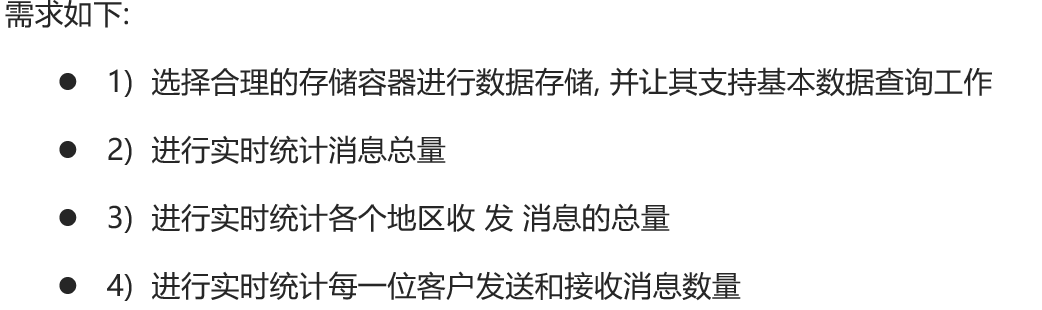 需求如下:
● 1) 选择合理的存储容器进行数据存储, 并让其支持基本数据查询工作
● 2) 进行实时统计消息总量
● 3) 进行实时统计各个地区收 发 消息的总量
● 4) 进行实时统计每一位客户发送和接收消息数量